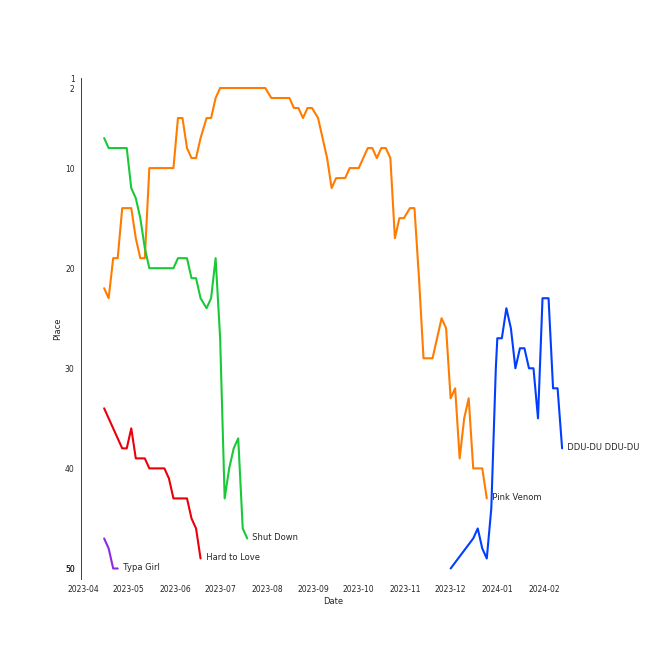 1
2
10
20
30
40
50
Place
DDU-DU DDU-DU
Pink Venom
Shut Down
Hard to Love
Typa Girl
2023-04 2023-05 2023-06 2023-07 2023-08 2023-09 2023-10 2023-11 2023-12 2024-01 2024-02
Date